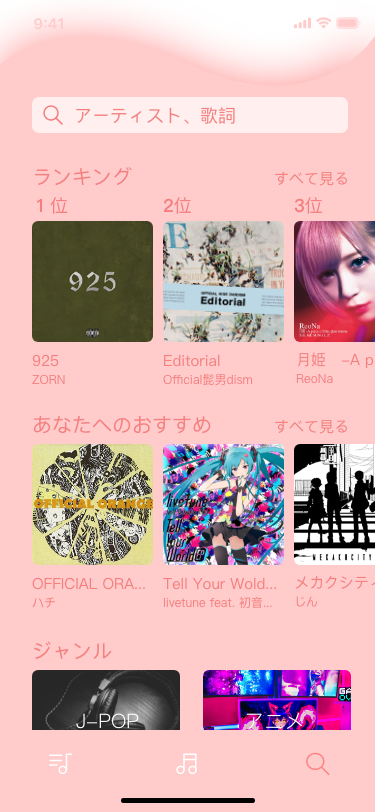 9:41
アーティスト、歌詞
ランキング
すべて見る
1 位
2位
3位
925
OFFICIAL HIGE DANDISM
Editorial
ReoNa
925
ZORN
Editorial
Official髭男dism
月姫 -A p
ReoNa
あなたへのおすすめ
すべて見る
OFFICIAL ORANGE
livetune
Tell
Your
World
MEKAKUCITY
OFFICIAL ORA...
ハチ
Tell Your Wold...
livetune feat. 初音...
メカクシティ
じん
ジャンル
J-POP
アニメ